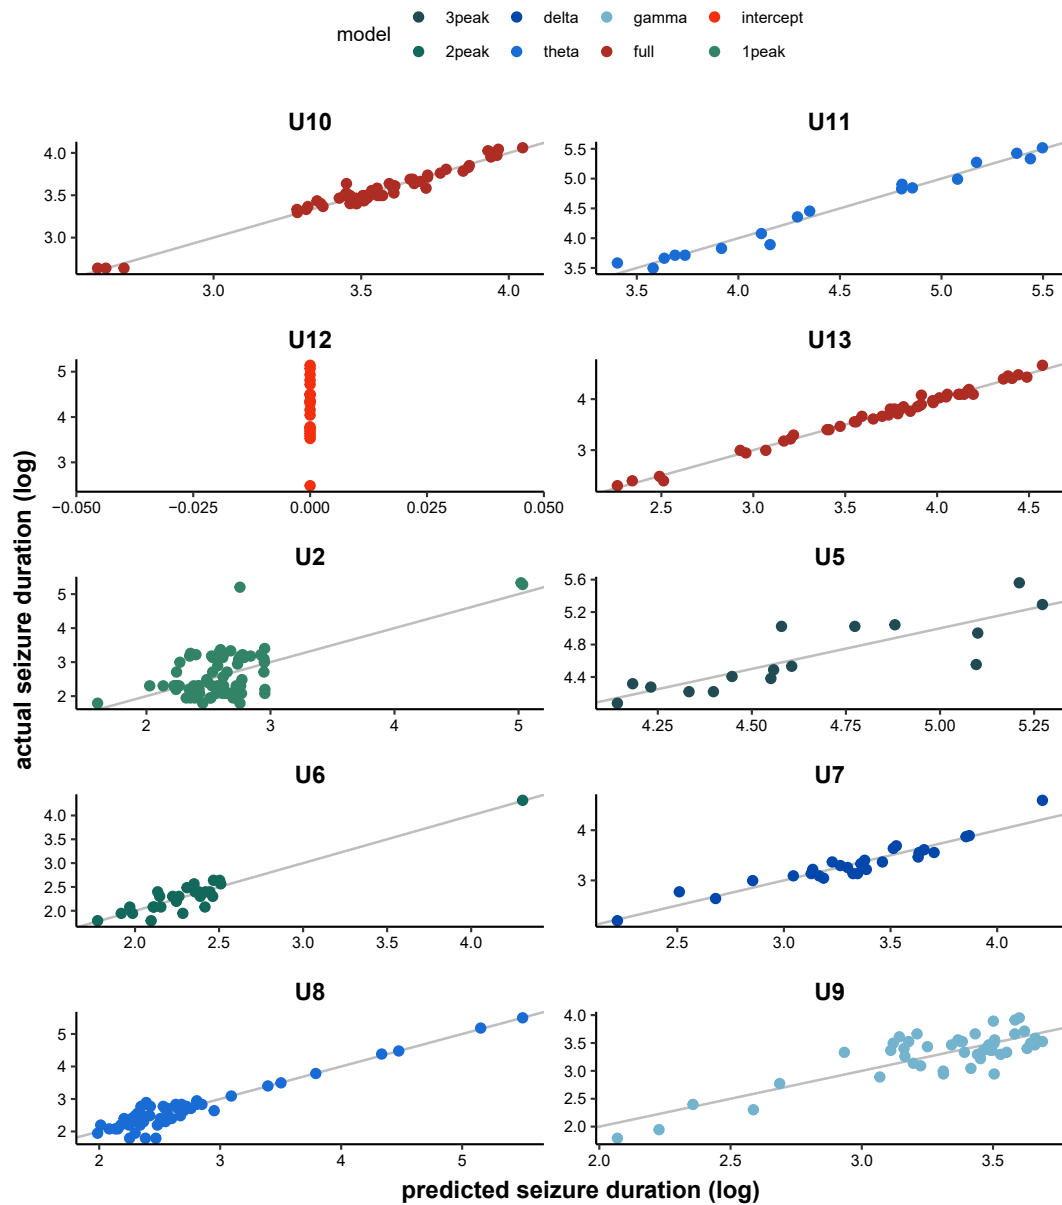 model
3peak delta gamma intercept
2peak theta full 1peak
U10 U11
4.0 3.5 3.0
3.0 3.5 4.0
5.5 5.0 4.5 4.0 3.5
3.5 4.0 4.5 5.0 5.5
U12 U13
5 4 3
−0.050 −0.025 0.000 0.025 0.050
4 3
2.5 3.0 3.5 4.0 4.5
U2 U5
5 4 3 2
2 3 4 5
5.6 5.2 4.8 4.4
4.25 4.50 4.75 5.00 5.25
U6 U7
4.0 3.5 3.0 2.5 2.0
2.0 2.5 3.0 3.5 4.0
4 3
2.5 3.0 3.5 4.0
U8 U9
5 4 3 2
2 3 4 5
4.0 3.5 3.0 2.5 2.0
2.0 2.5 3.0 3.5
actual seizure duration (log)
predicted seizure duration (log)